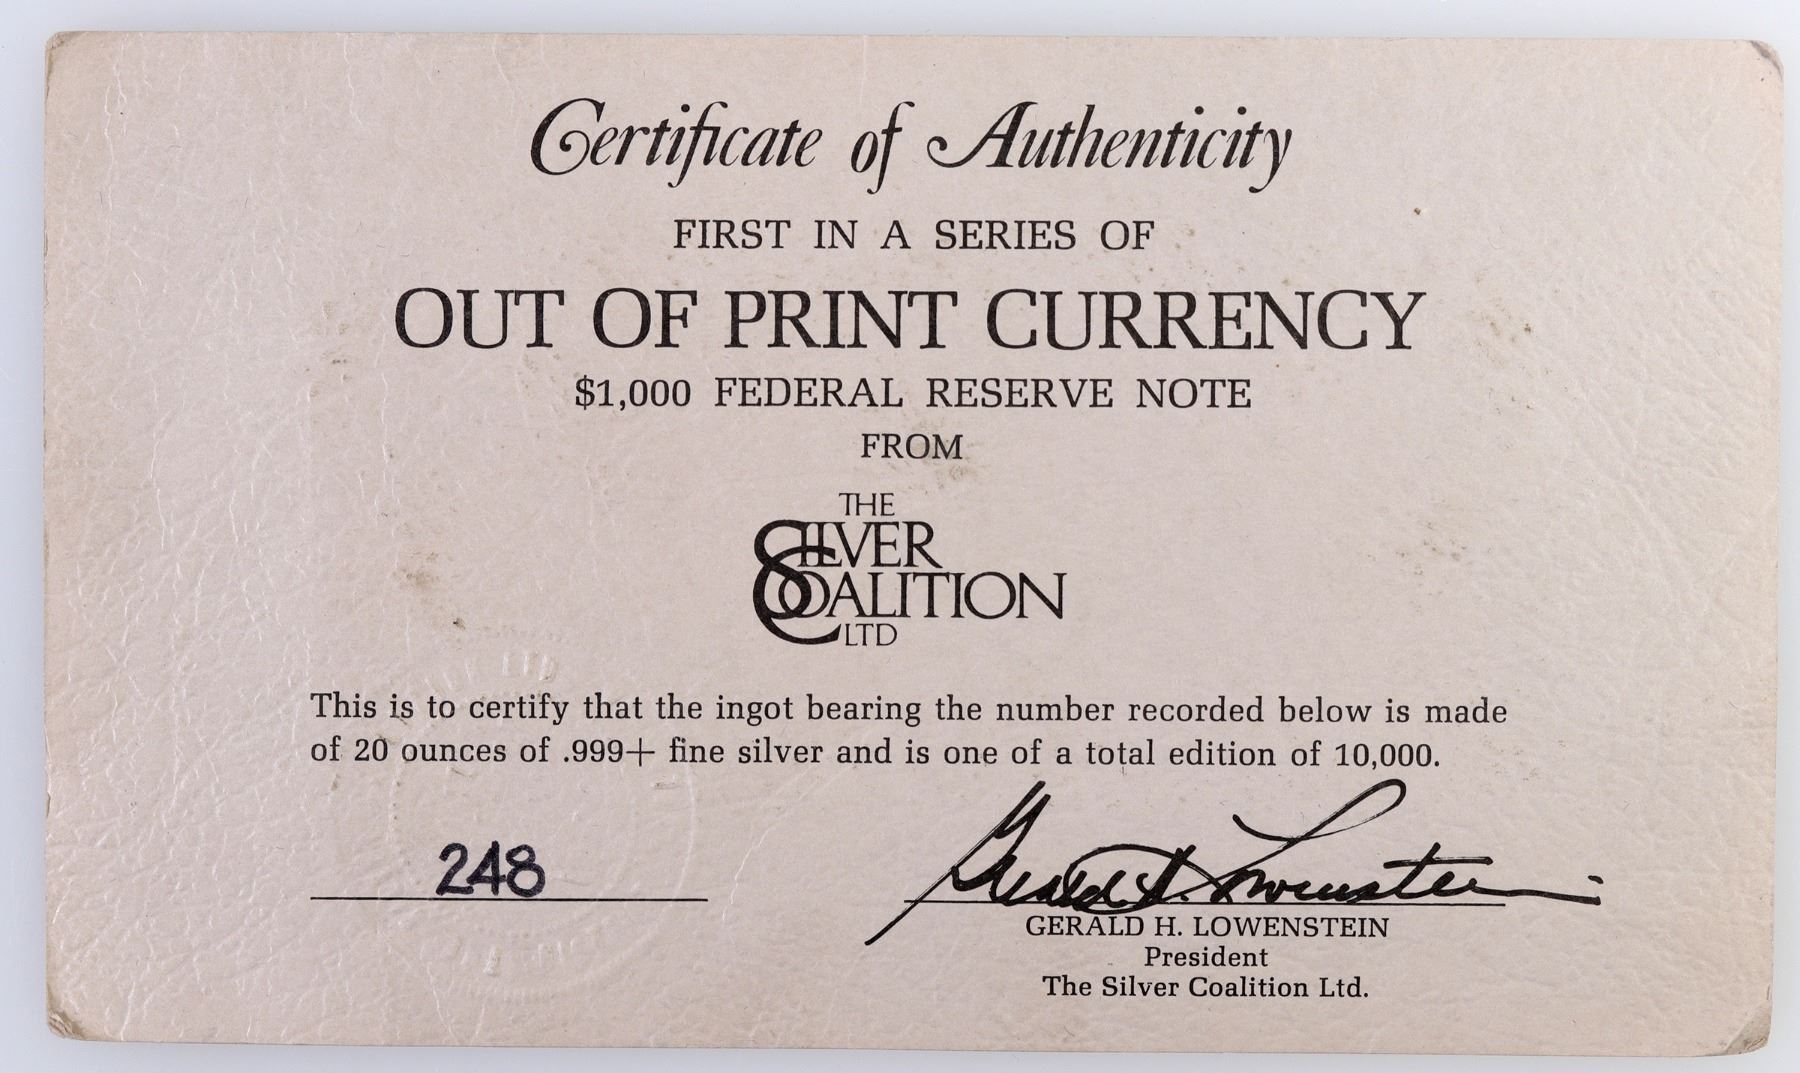 Certificate of Authenticity
FIRST IN A SERIES OF
OUT OF PRINT CURRENCY
$1,000 FEDERAL RESERVE NOTE
FROM
THE
SILVER
COALITION
LTD
This is to certify that the ingot bearing the number recorded below is made
of 20 ounces of .999+ fine silver and is one of a total edition of 10,000.
248
Gerald H. Lowenstein
GERALD H. LOWENSTEIN
President
The Silver Coalition Ltd.